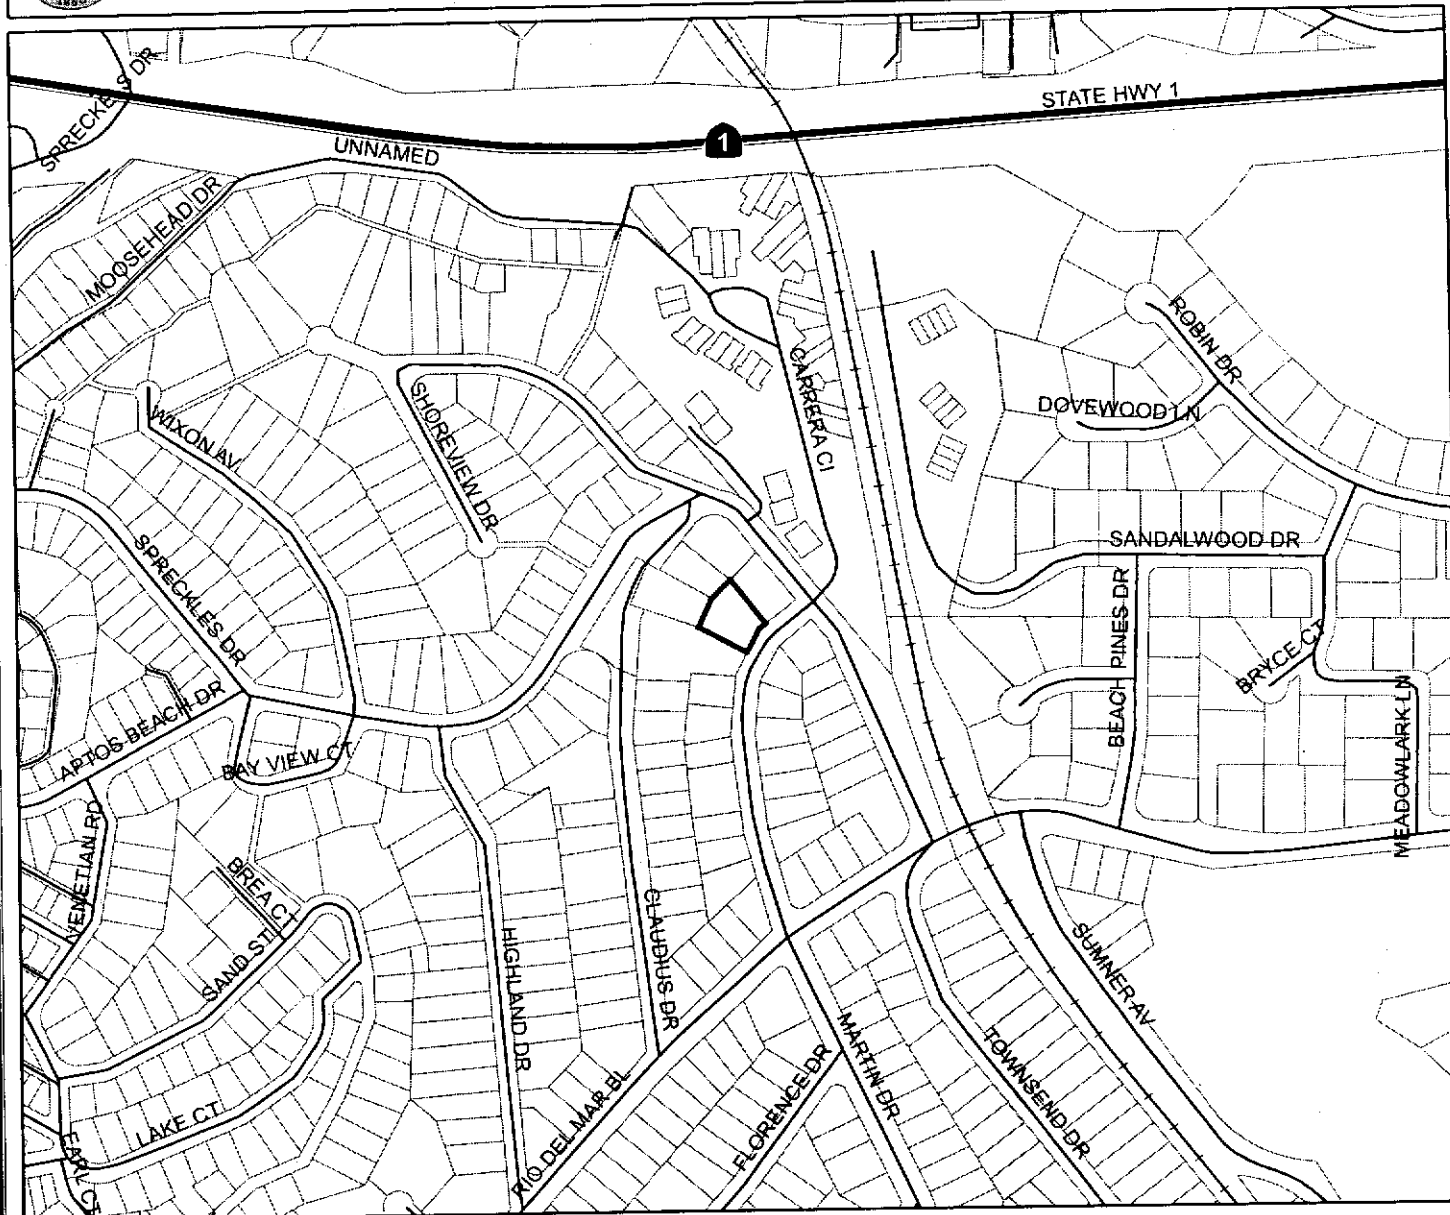 SPRECKELS DR
STATE HWY 1
1
UNNAMED
MOOSEHEAD DR
ROBIN DR
CARRERA CI
DOVEWOOD LN
SHOREVIEW DR
WIXON AV
SANDALWOOD DR
SPRECKLES DR
BEACH PINES DR
BRYCE CT
MEADOWLARK LN
APTOS BEACH DR
BAY VIEW CT
VENETIAN RD
BREA CT
SAND ST
CLAUDIUS DR
HIGHLAND DR
SUMNER AV
MARTIN DR
TOWNSEND DR
FLORENCE DR
RIO DEL MAR BL
LAKE CT
EARL CT